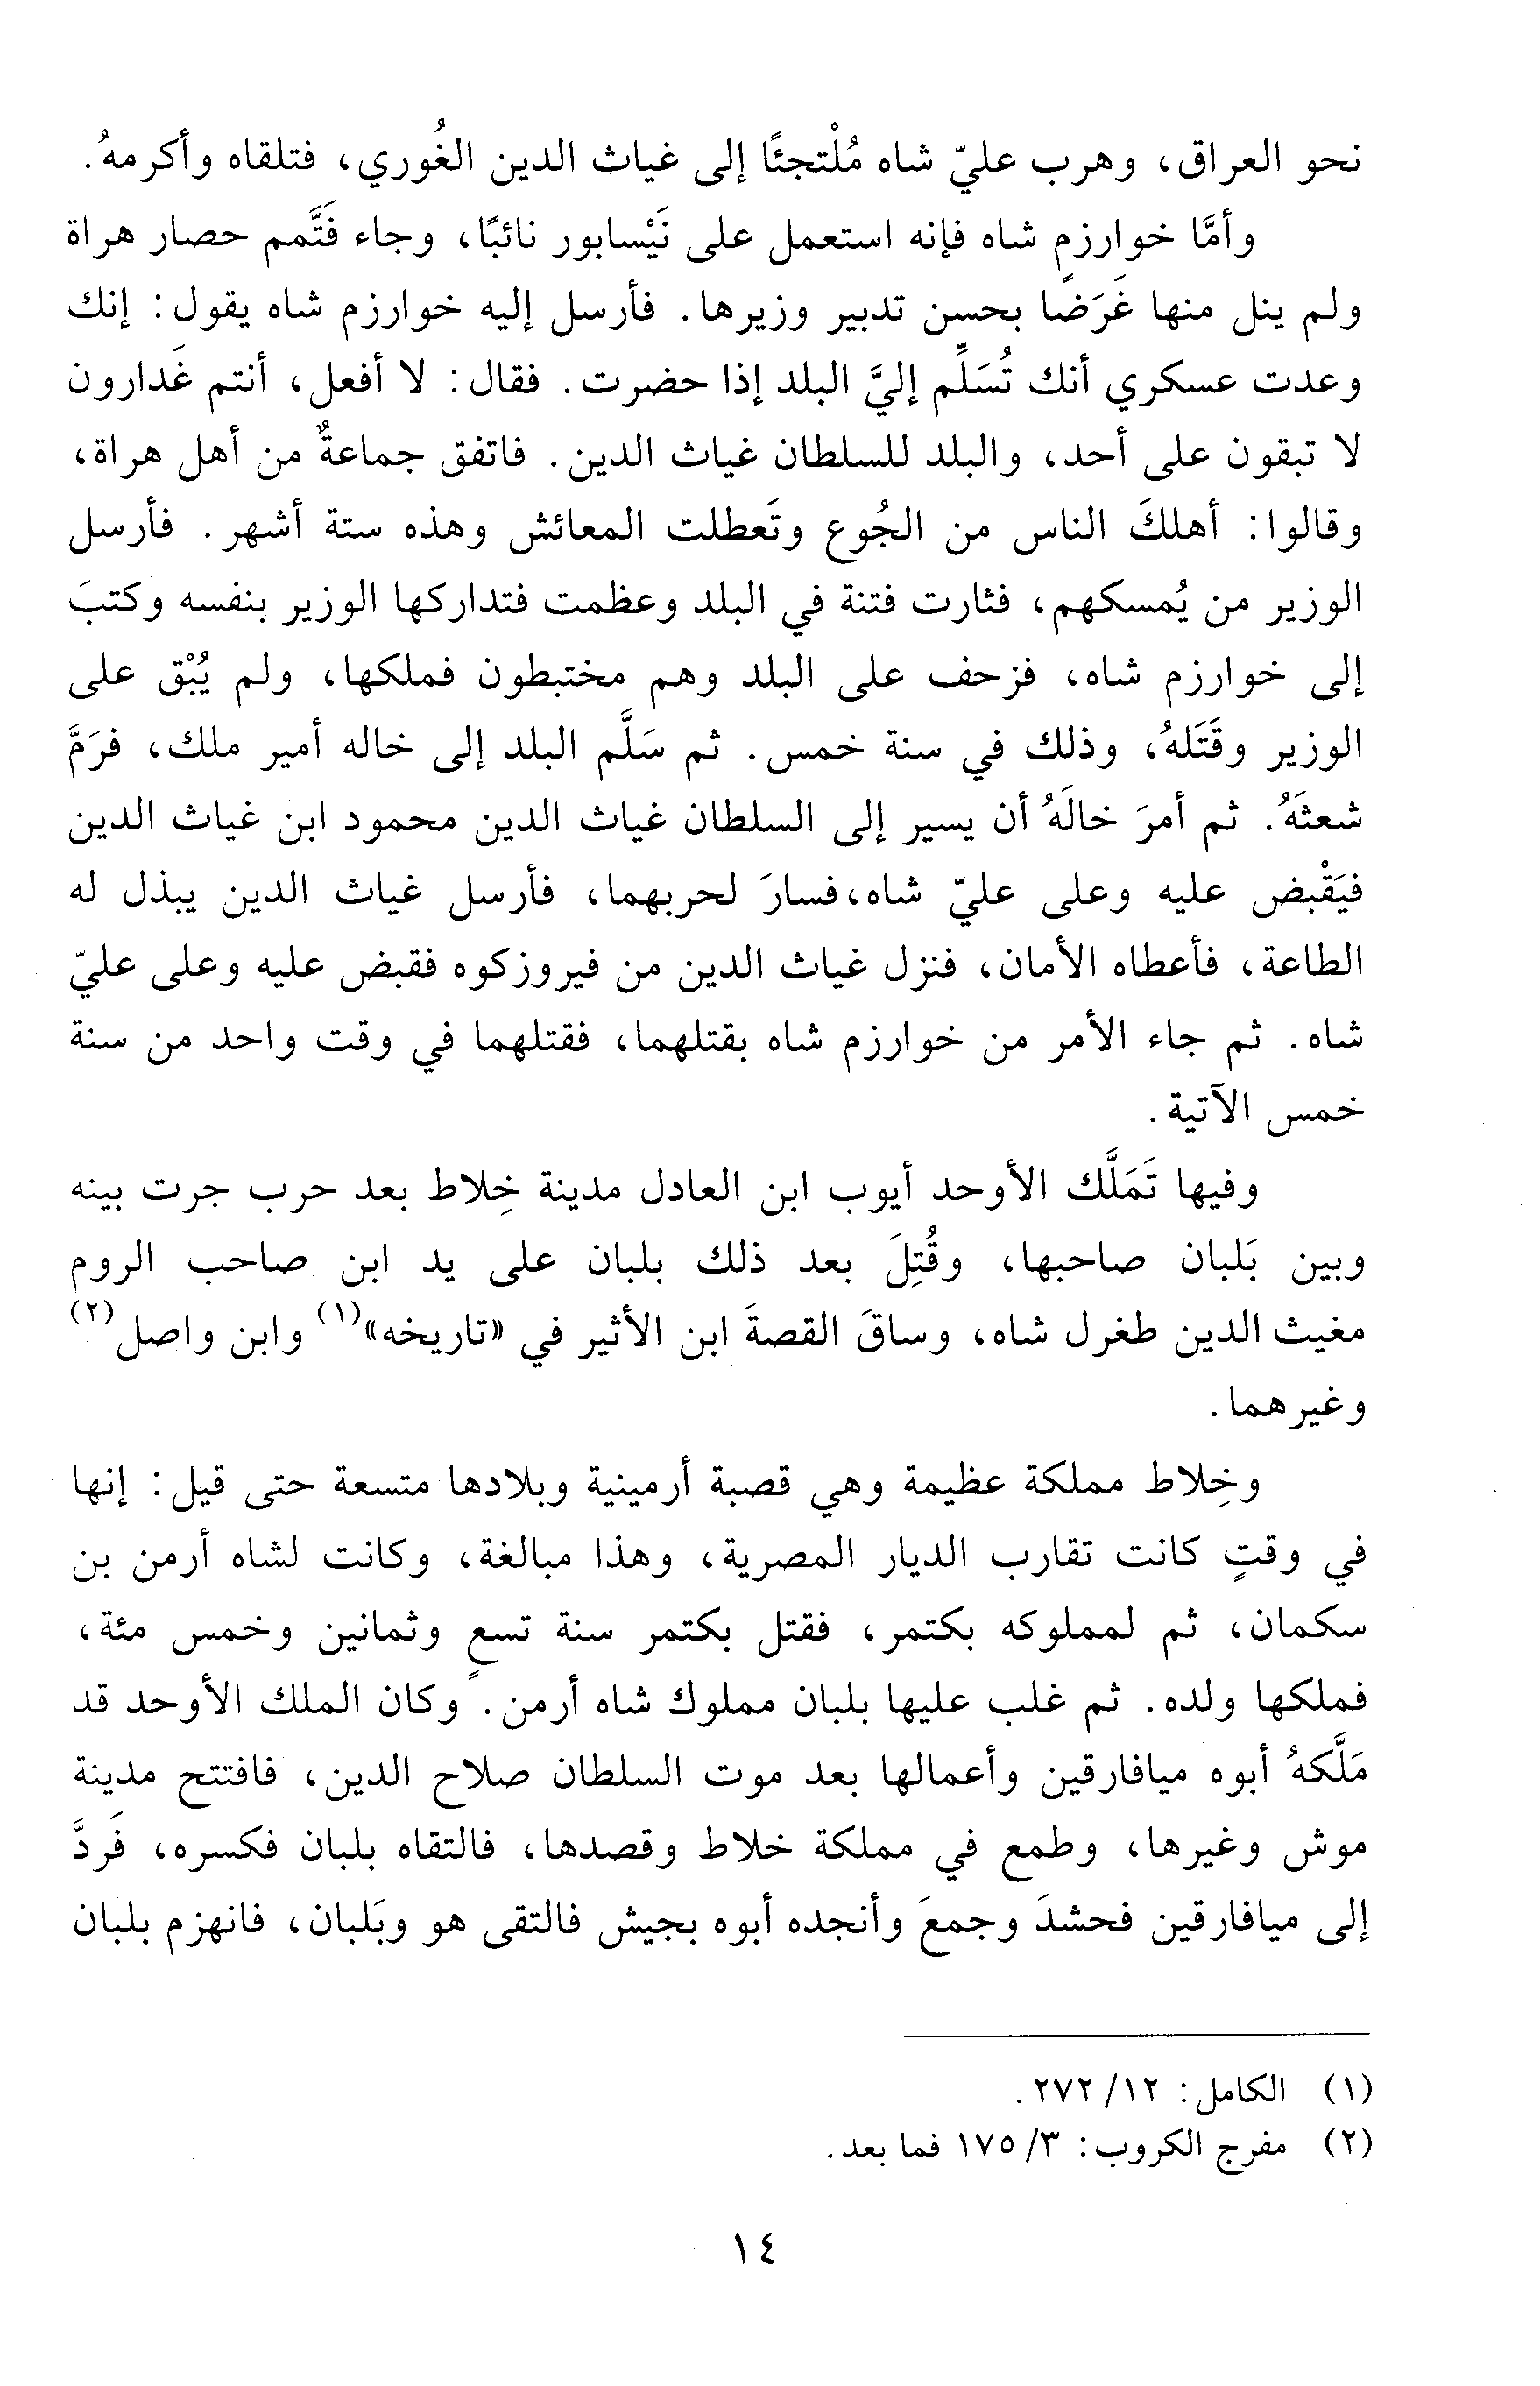 نحو العراق، وهرب عليّ شاه مُلْتجئًا إلى غياث الدين الغُوري، فتلقاه وأكرمهُ.
وأمَّا خوارزم شاه فإنه استعمل على نَيْسابور نائبًا، وجاء فَتَّمم حصار هراة
ولم ينل منها غَرَضًا بحسن تدبير وزيرها. فأرسل إليه خوارزم شاه يقول: إنك
وعدت عسكري أنك تُسَلِّم إليَّ البلد إذا حضرت. فقال: لا أفعل، أنتم غَدارون
لا تبقون على أحد، والبلد للسلطان غياث الدين. فاتفق جماعةٌ من أهل هراة،
وقالوا: أهلكَ الناس من الجُوع وتَعطلت المعائش وهذه ستة أشهر. فأرسل
الوزير من يُمسكهم، فثارت فتنة في البلد وعظمت فتداركها الوزير بنفسه وكتبَ
إلى خوارزم شاه، فزحف على البلد وهم مختبطون فملكها، ولم يُبْق على
الوزير وقَتَلهُ، وذلك في سنة خمس. ثم سَلَّم البلد إلى خاله أمير ملك، فرَمَّ
شعثَهُ. ثم أمرَ خالَهُ أن يسير إلى السلطان غياث الدين محمود ابن غياث الدين
فيَقْبض عليه وعلى عليّ شاه،فسارَ لحربهما، فأرسل غياث الدين يبذل له
الطاعة، فأعطاه الأمان، فنزل غياث الدين من فيروزكوه فقبض عليه وعلى عليّ
شاه. ثم جاء الأمر من خوارزم شاه بقتلهما، فقتلهما في وقت واحد من سنة
خمس الآتية.
وفيها تَمَلَّك الأوحد أيوب ابن العادل مدينة خِلاط بعد حرب جرت بينه
وبين بَلبان صاحبها، وقُتِلَ بعد ذلك بلبان على يد ابن صاحب الروم
مغيث الدين طغرل شاه، وساقَ القصةَ ابن الأثير في «تاريخه»(١) وابن واصل(٢)
وغيرهما.
وخِلاط مملكة عظيمة وهي قصبة أرمينية وبلادها متسعة حتى قيل: إنها
في وقتٍ كانت تقارب الديار المصرية، وهذا مبالغة، وكانت لشاه أرمن بن
سكمان، ثم لمملوكه بكتمر، فقتل بكتمر سنة تسعٍ وثمانين وخمس مئة،
فملكها ولده. ثم غلب عليها بلبان مملوك شاه أرمن. وكان الملك الأوحد قد
مَلَّكهُ أبوه ميافارقين وأعمالها بعد موت السلطان صلاح الدين، فافتتح مدينة
موش وغيرها، وطمع في مملكة خلاط وقصدها، فالتقاه بلبان فكسره، فَردَّ
إلى ميافارقين فحشدَ وجمعَ وأنجده أبوه بجيش فالتقى هو وبَلبان، فانهزم بلبان
(١) الكامل: ١٢/ ٢٧٢.
(٢) مفرج الكروب: ٣/ ١٧٥ فما بعد.
١٤